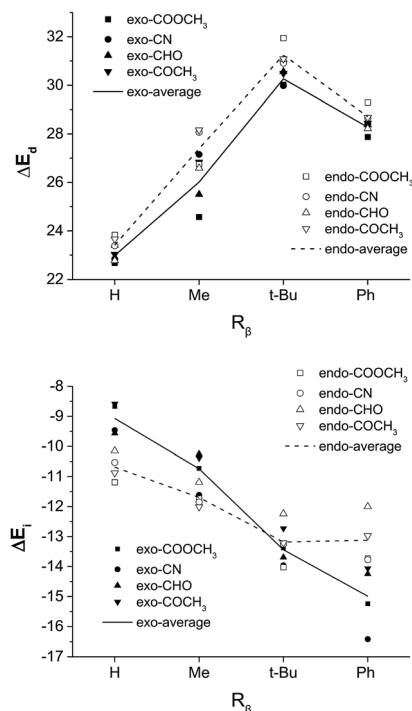 exo-COOCH₃
exo-CN
exo-CHO
exo-COCH₃
exo-average
32
30
28
26
24
22
ΔE_d
endo-COOCH₃
endo-CN
endo-CHO
endo-COCH₃
endo-average
H Me t-Bu Ph
R_β
-8
-9
-10
-11
-12
-13
-14
-15
-16
-17
ΔE_i
endo-COOCH₃
endo-CN
endo-CHO
endo-COCH₃
endo-average
exo-COOCH₃
exo-CN
exo-CHO
exo-COCH₃
exo-average
H Me t-Bu Ph
R_β